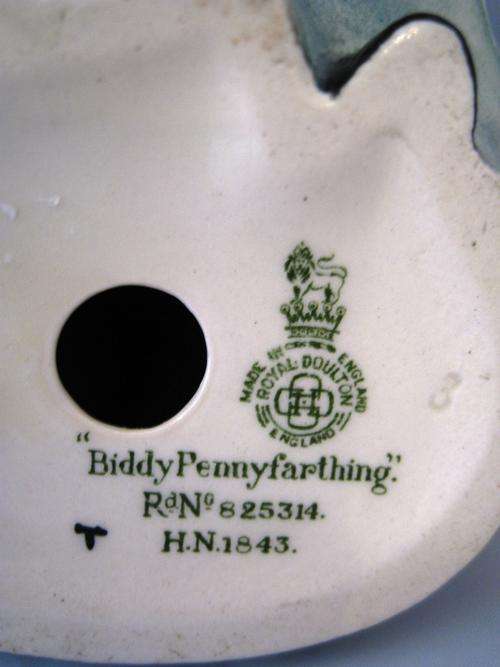 MADE IN ENGLAND
ROYAL DOULTON
ENGLAND
"Biddy Pennyfarthing".
RdNo 825314.
H.N.1843.
T